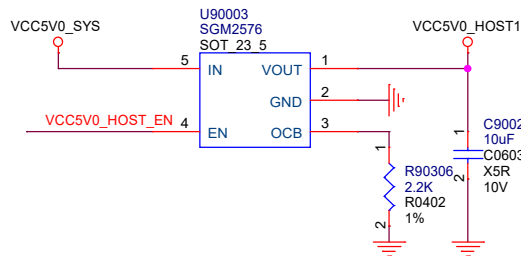 VCC5V0_SYS
U90003
SGM2576
SOT_23_5
VCC5V0_HOST1
5 IN VOUT 1
GND 2
VCC5V0_HOST_EN 4 EN OCB 3
1
R90306
2.2K
R0402
1%
2
1
C9002
10uF
C0603
X5R
10V
2